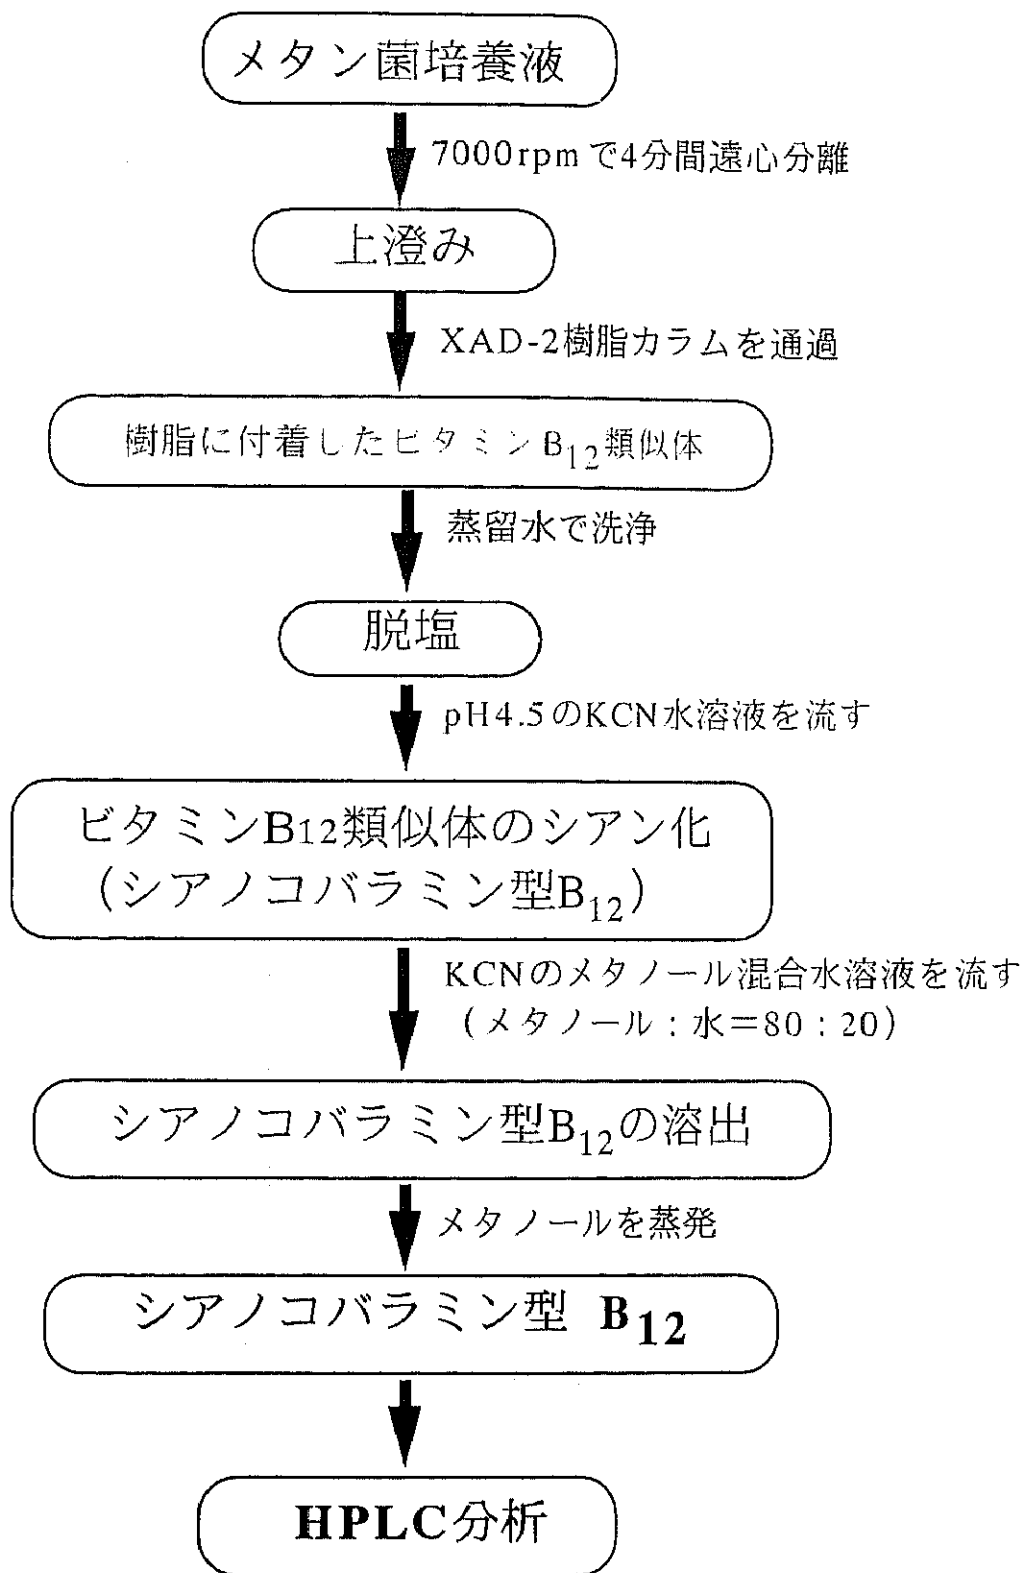 メタン菌培養液
7000rpmで4分間遠心分離
上澄み
XAD-2樹脂カラムを通過
樹脂に付着したビタミンB12類似体
蒸留水で洗浄
脱塩
pH4.5のKCN水溶液を流す
ビタミンB12類似体のシアン化
（シアノコバラミン型B12）
KCNのメタノール混合水溶液を流す
（メタノール：水＝80：20）
シアノコバラミン型B12の溶出
メタノールを蒸発
シアノコバラミン型 B12
HPLC分析